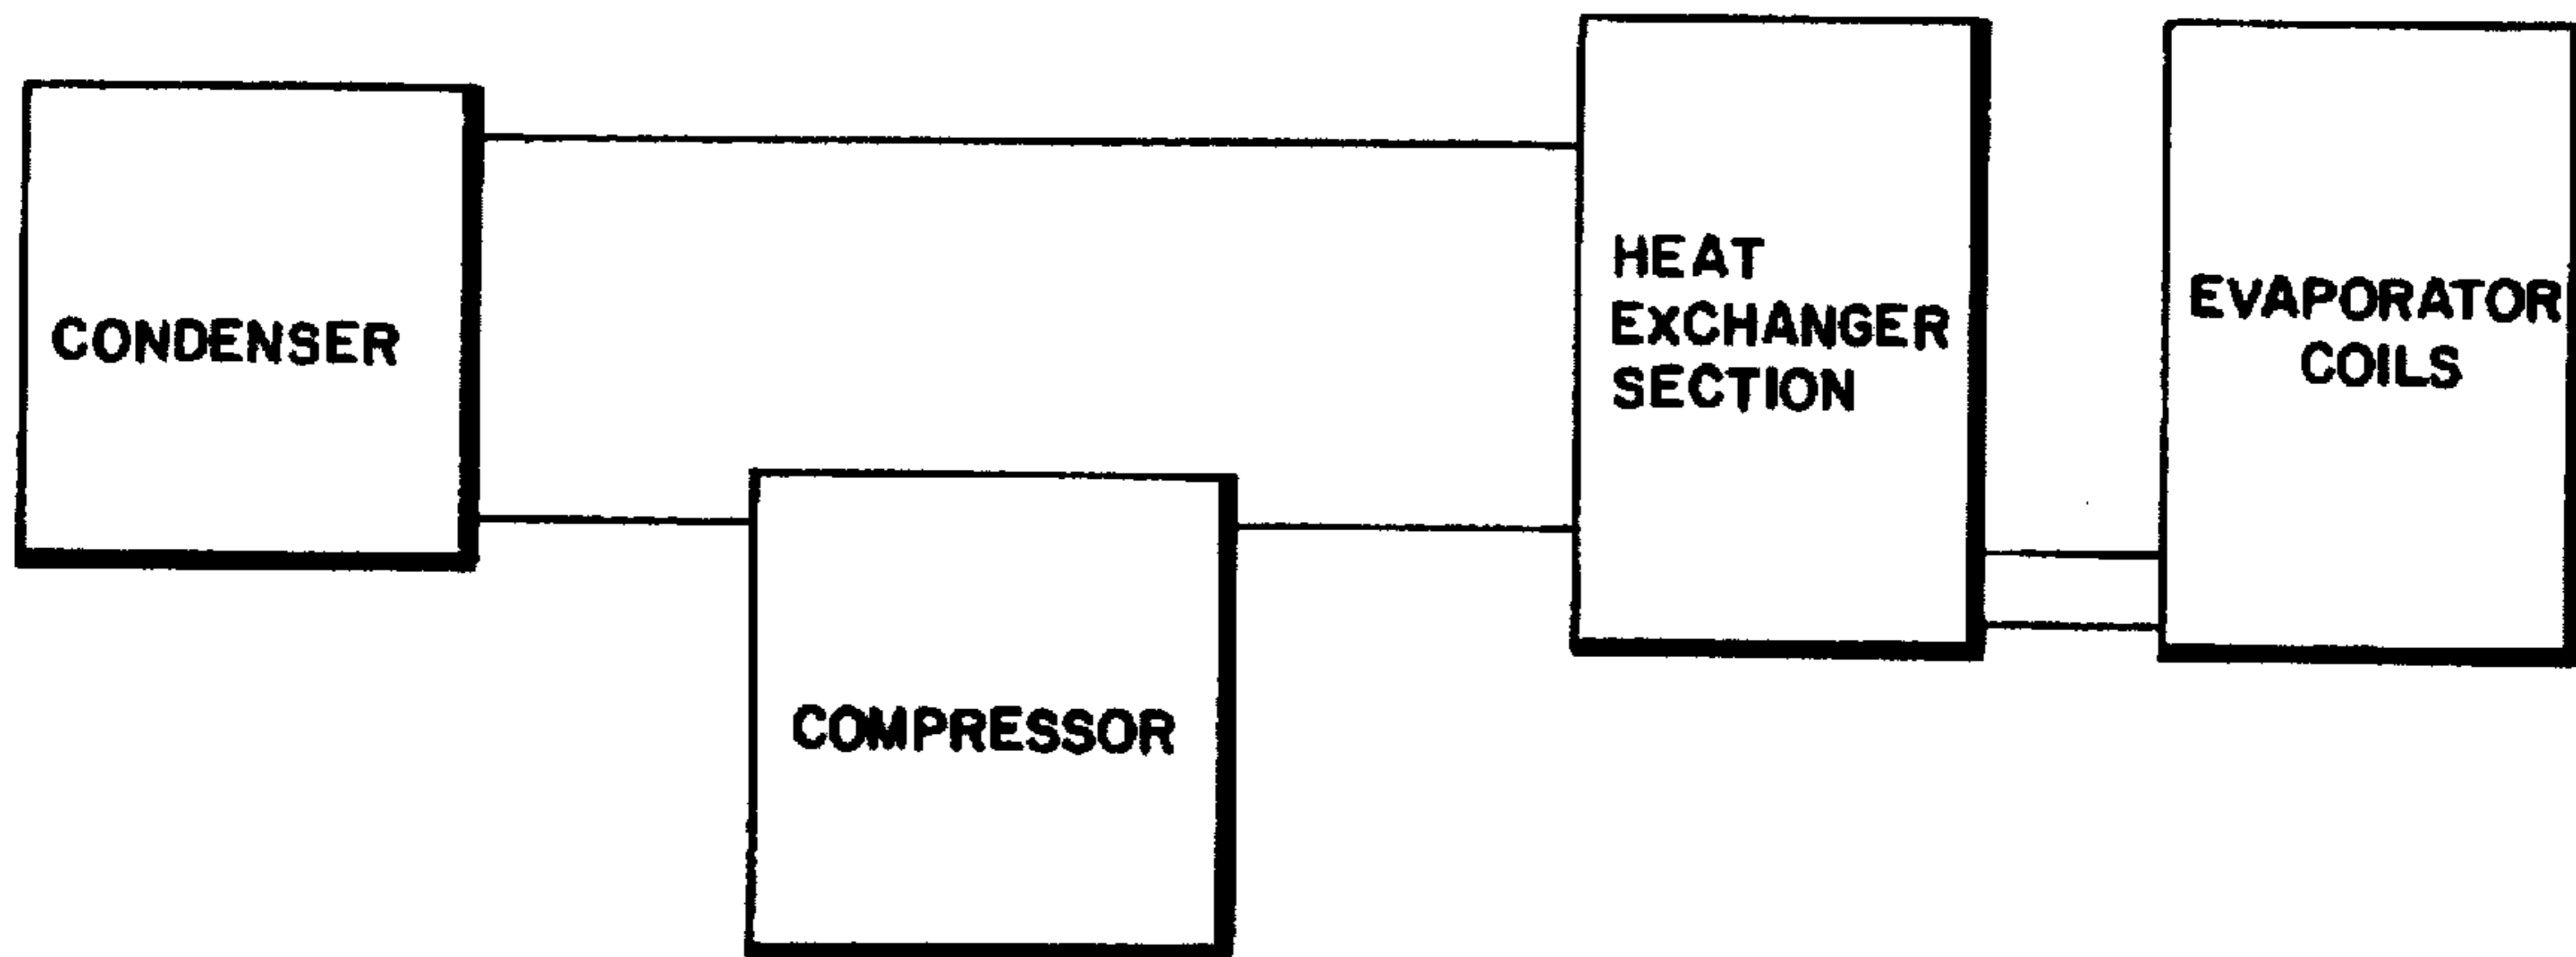 CONDENSER
COMPRESSOR
HEAT
EXCHANGER
SECTION
EVAPORATOR
COILS